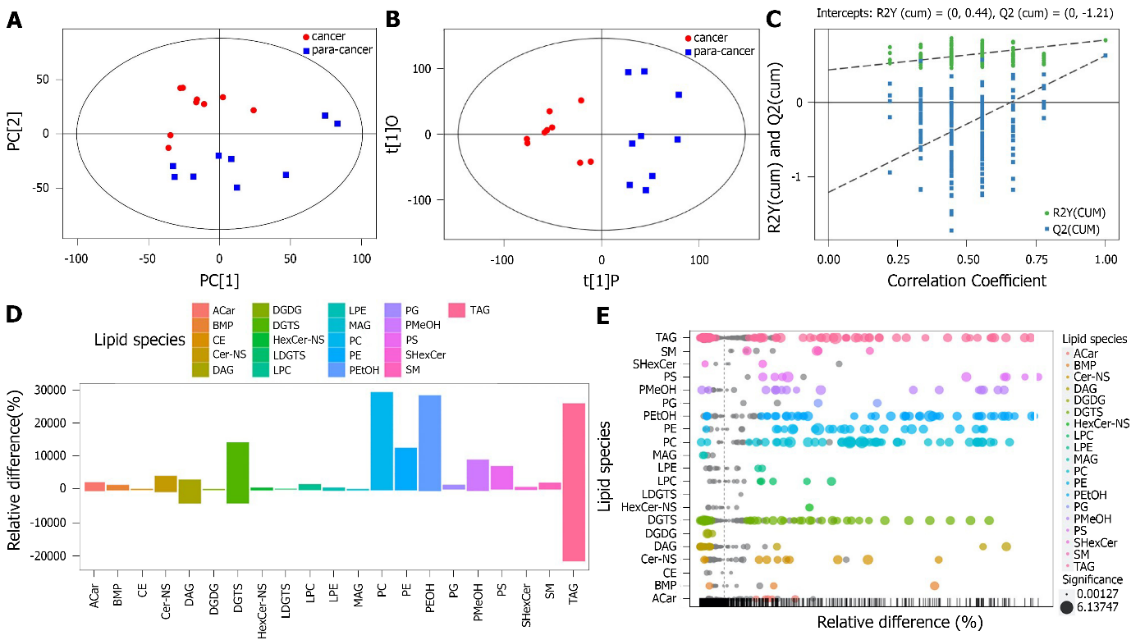 A
cancer
para-cancer
50
0
-50
PC[2]
-100
-50
0
50
100
PC[1]
B
cancer
para-cancer
100
0
-100
t[1]O
-100
0
100
t[1]P
C
Intercepts: R2Y (cum) = (0, 0.44), Q2 (cum) = (0, -1.21)
0
-1
R2Y(cum) and Q2(cum)
R2Y(CUM)
Q2(CUM)
0.00
0.25
0.50
0.75
1.00
Correlation Coefficient
D
Lipid species
ACar
BMP
CE
Cer-NS
DAG
DGDG
DGTS
HexCer-NS
LDGTS
LPC
LPE
MAG
PC
PE
PEtOH
PG
PMeOH
PS
SHexCer
SM
TAG
30000
20000
10000
0
-10000
-20000
Relative difference(%)
ACar
BMP
CE
Cer-NS
DAG
DGDG
DGTS
HexCer-NS
LDGTS
LPC
LPE
MAG
PC
PE
PEOH
PG
PMeOH
PS
SHexCer
SM
TAG
E
Lipid species
TAG
SM
SHexCer
PS
PMeOH
PG
PEtOH
PE
PC
MAG
LPE
LPC
LDGTS
HexCer-NS
DGTS
DGDG
DAG
Cer-NS
CE
BMP
ACar
Relative difference (%)
Lipid species
ACar
BMP
Cer-NS
DAG
DGDG
DGTS
HexCer-NS
LPC
LPE
MAG
PC
PE
PEtOH
PG
PMeOH
PS
SHexCer
SM
TAG
Significance
0.00127
6.13747